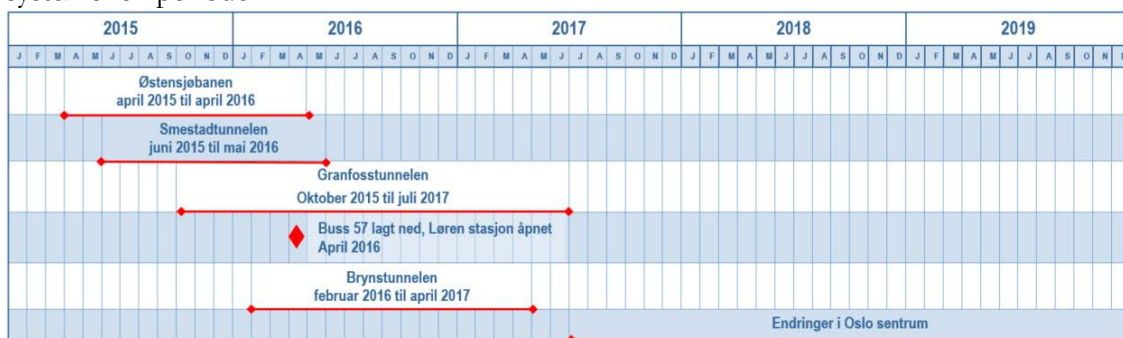 2015 2016 2017 2018 2019
J F M A M J J A S O N D J F M A M J J A S O N D J F M A M J J A S O N D J F M A M J J A S O N D J F M A M J J A S O N
Østensjøbanen
april 2015 til april 2016
Smestadtunnelen
juni 2015 til mai 2016
Granfosstunnelen
Oktober 2015 til juli 2017
Buss 57 lagt ned, Løren stasjon åpnet
April 2016
Brynstunnelen
februar 2016 til april 2017
Endringer i Oslo sentrum